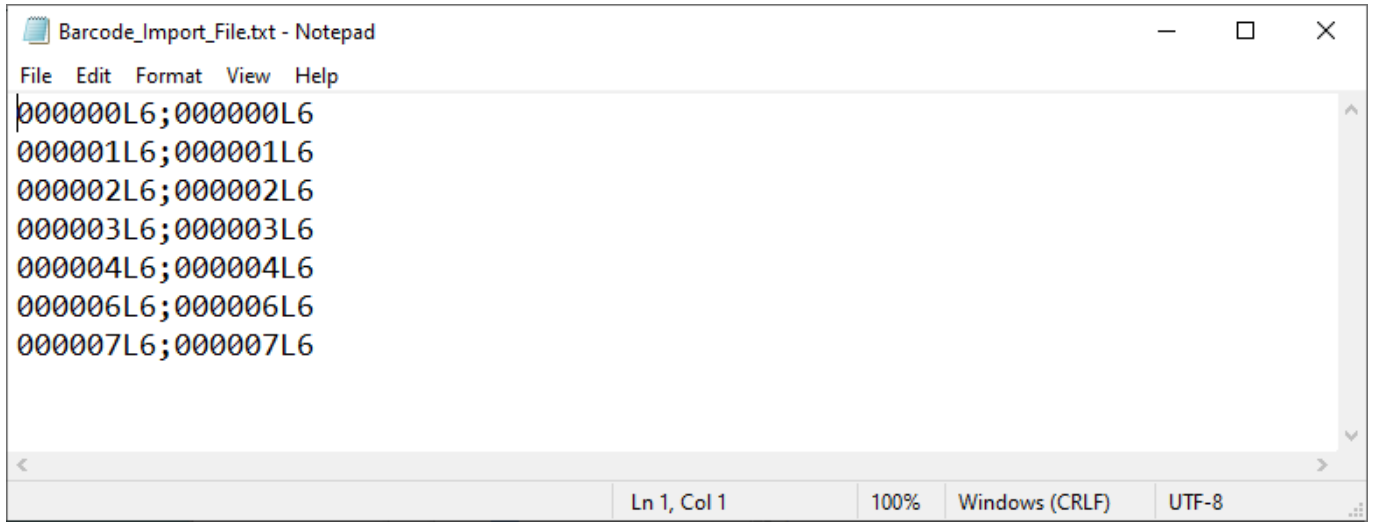 Barcode_Import_File.txt - Notepad
File Edit Format View Help
000000L6;000000L6
000001L6;000001L6
000002L6;000002L6
000003L6;000003L6
000004L6;000004L6
000006L6;000006L6
000007L6;000007L6
Ln 1, Col 1 100% Windows (CRLF) UTF-8